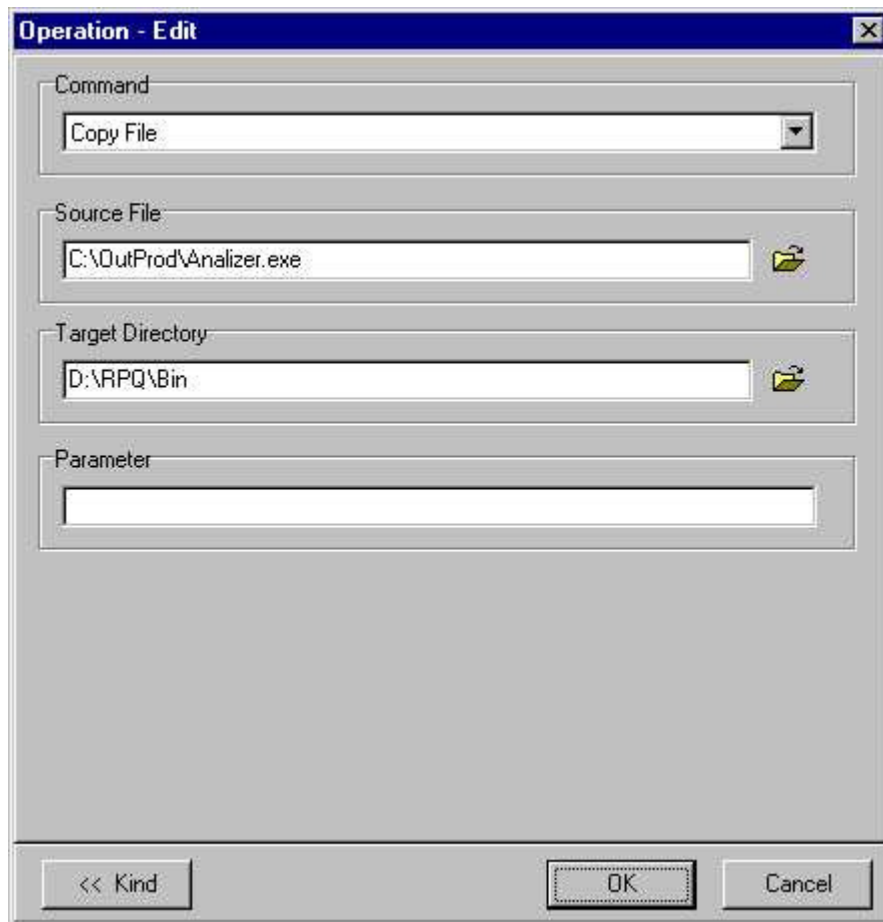 Operation - Edit
Command
Copy File
Source File
C:\OutProd\Analizer.exe
Target Directory
D:\RPQ\Bin
Parameter
<< Kind OK Cancel